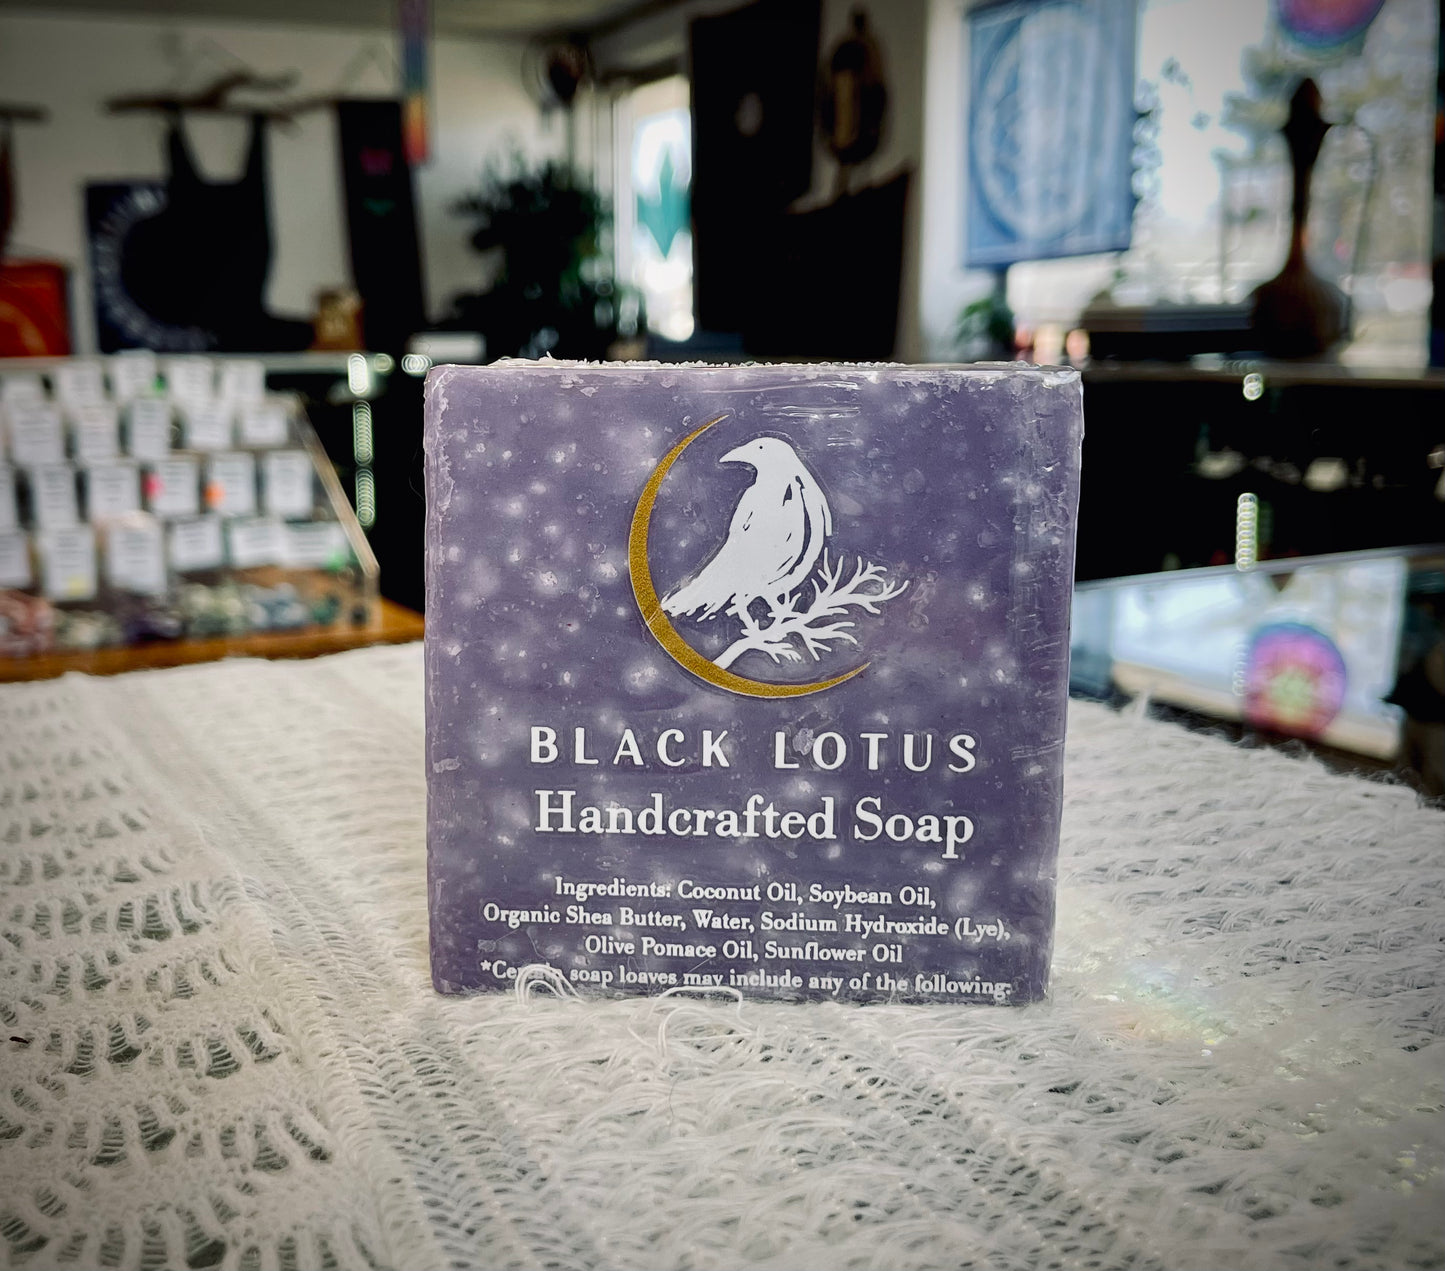 BLACK LOTUS
Handcrafted Soap
Ingredients: Coconut Oil, Soybean Oil,
Organic Shea Butter, Water, Sodium Hydroxide (Lye),
Olive Pomace Oil, Sunflower Oil
*Certain soap loaves may include any of the following: